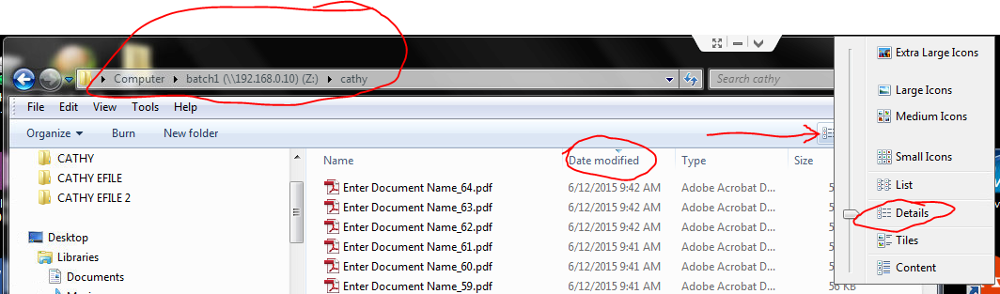 Extra Large Icons
Computer batch1 (\\192.168.0.10) (Z:) cathy Search cathy
Large Icons
File Edit View Tools Help
Medium Icons
Organize Burn New folder
CATHY Name Date modified Type Size
Small Icons
CATHY EFILE Enter Document Name_64.pdf 6/12/2015 9:42 AM Adobe Acrobat D...
List
CATHY EFILE 2 Enter Document Name_63.pdf 6/12/2015 9:42 AM Adobe Acrobat D...
Details
Enter Document Name_62.pdf 6/12/2015 9:42 AM Adobe Acrobat D...
Desktop
Tiles
Libraries Enter Document Name_61.pdf 6/12/2015 9:41 AM Adobe Acrobat D...
Documents Enter Document Name_60.pdf 6/12/2015 9:41 AM Adobe Acrobat D...
Content
Enter Document Name_59.pdf 6/12/2015 9:41 AM Adobe Acrobat D... 56 KB